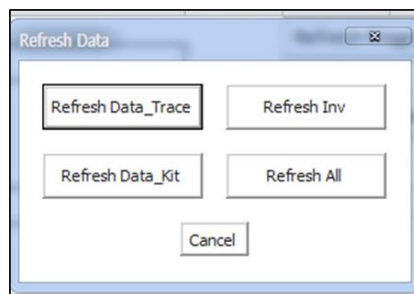 Refresh Data
Refresh Data_Trace
Refresh Inv
Refresh Data_Kit
Refresh All
Cancel